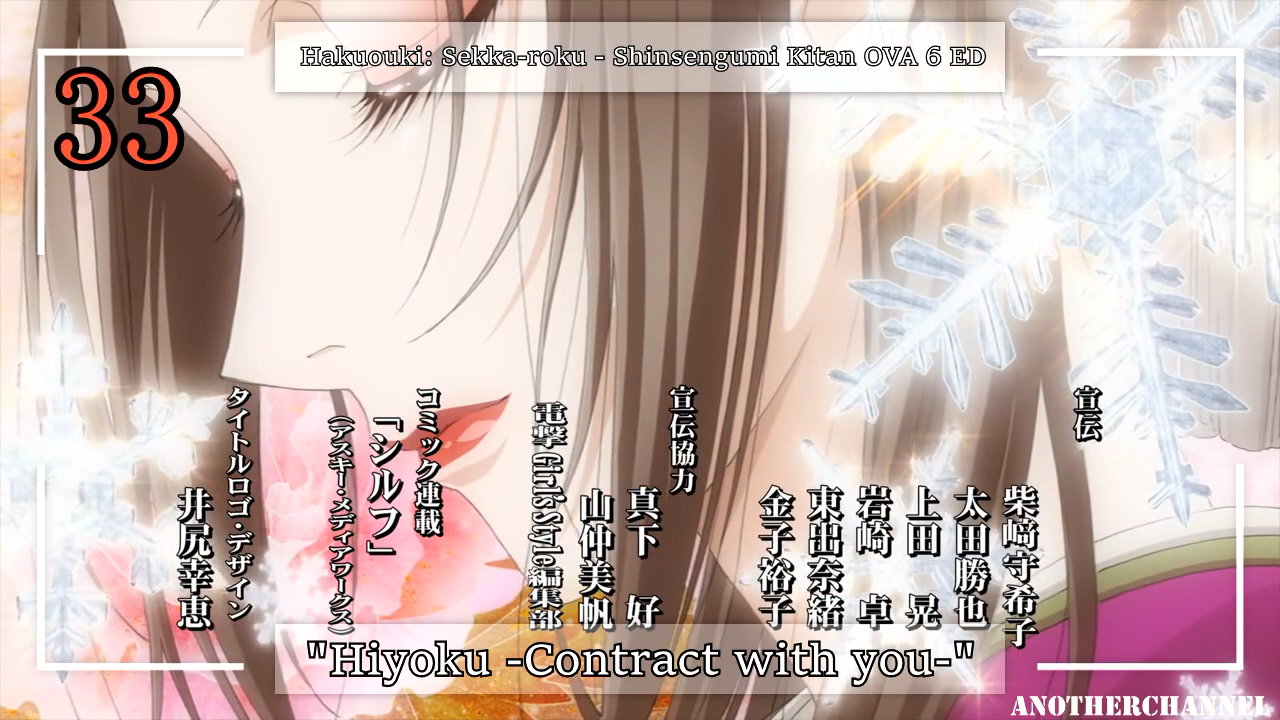 Hakuouki: Sekka-roku - Shinsengumi Kitan OVA 6 ED
33
宣伝
柴﨑守希子
太田勝也
上田 晃
岩崎 卓
東出奈緒
金子裕子
宣伝協力
真下 好
山仲美帆
電撃Girl'sStyle編集部
コミック連載
「シルフ」
(アスキー・メディアワークス)
タイトルロゴ・デザイン
井尻幸恵
"Hiyoku -Contract with you-"
ANOTHERCHANNEL